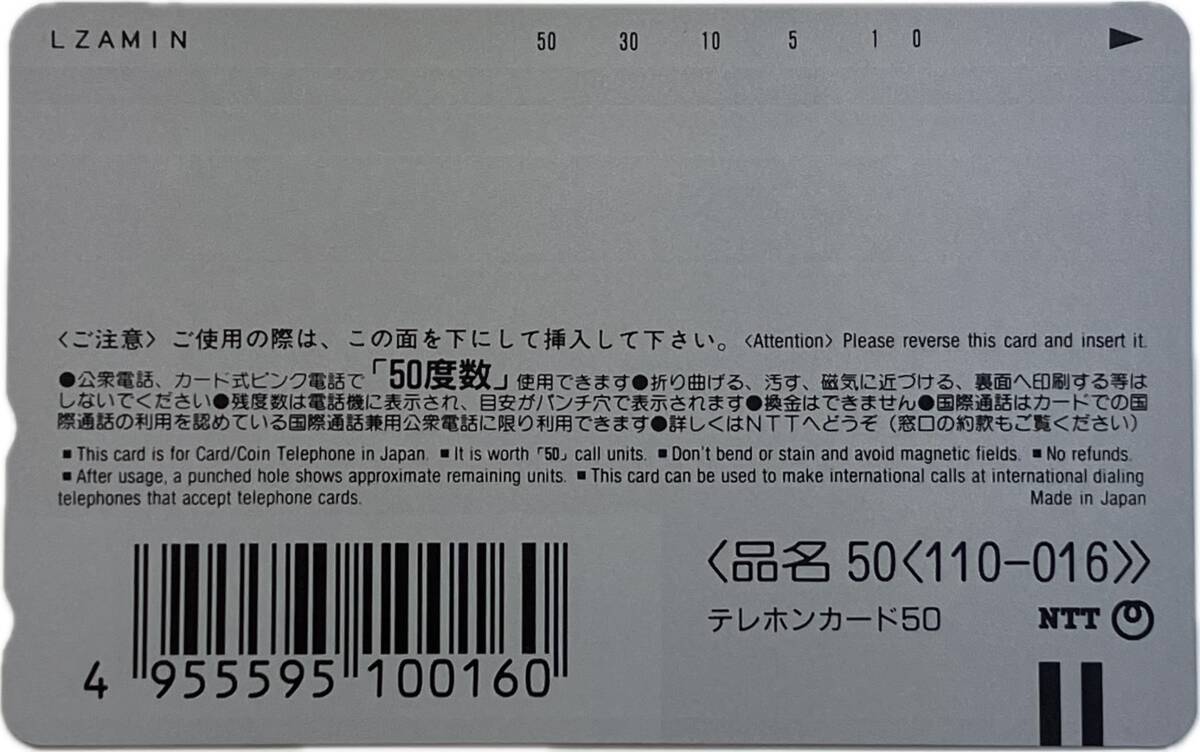 LZAMIN 50 30 10 5 1 0
〈ご注意〉ご使用の際は、この面を下にして挿入して下さい。〈Attention〉 Please reverse this card and insert it.
●公衆電話、カード式ピンク電話で「50度数」使用できます●折り曲げる、汚す、磁気に近づける、裏面へ印刷する等は
しないでください●残度数は電話機に表示され、目安がパンチ穴で表示されます●換金はできません●国際通話はカードでの国
際通話の利用を認めている国際通話兼用公衆電話に限り利用できます●詳しくはNTTへどうぞ（窓口の約款もご覧ください）
■ This card is for Card/Coin Telephone in Japan. ■ It is worth「50」call units. ■ Don't bend or stain and avoid magnetic fields. ■ No refunds.
■ After usage, a punched hole shows approximate remaining units. ■ This card can be used to make international calls at international dialing
telephones that accept telephone cards. Made in Japan
〈品名 50〈110-016〉〉
テレホンカード50 NTT
4 955595 100160